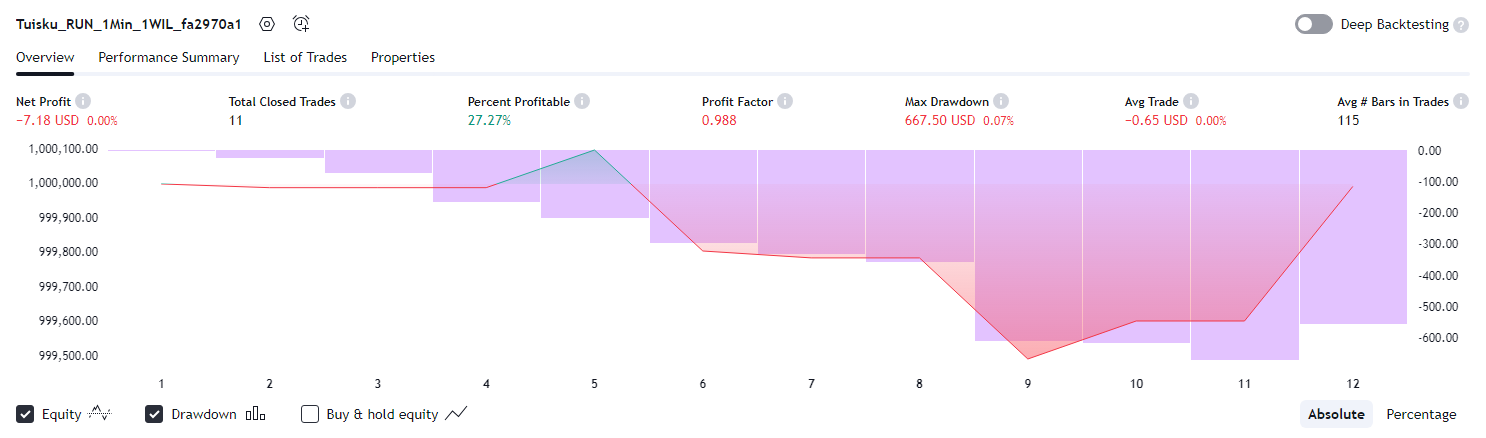 Tuisku_RUN_1Min_1WIL_fa2970a1
Deep Backtesting
Overview Performance Summary List of Trades Properties
Net Profit Total Closed Trades Percent Profitable Profit Factor Max Drawdown Avg Trade Avg # Bars in Trades
−7.18 USD 0.00% 11 27.27% 0.988 667.50 USD 0.07% −0.65 USD 0.00% 115
1,000,100.00 0.00
1,000,000.00 -100.00
999,900.00 -200.00
999,800.00 -300.00
999,700.00 -400.00
999,600.00 -500.00
999,500.00 -600.00
1 2 3 4 5 6 7 8 9 10 11 12
Equity Drawdown Buy & hold equity Absolute Percentage